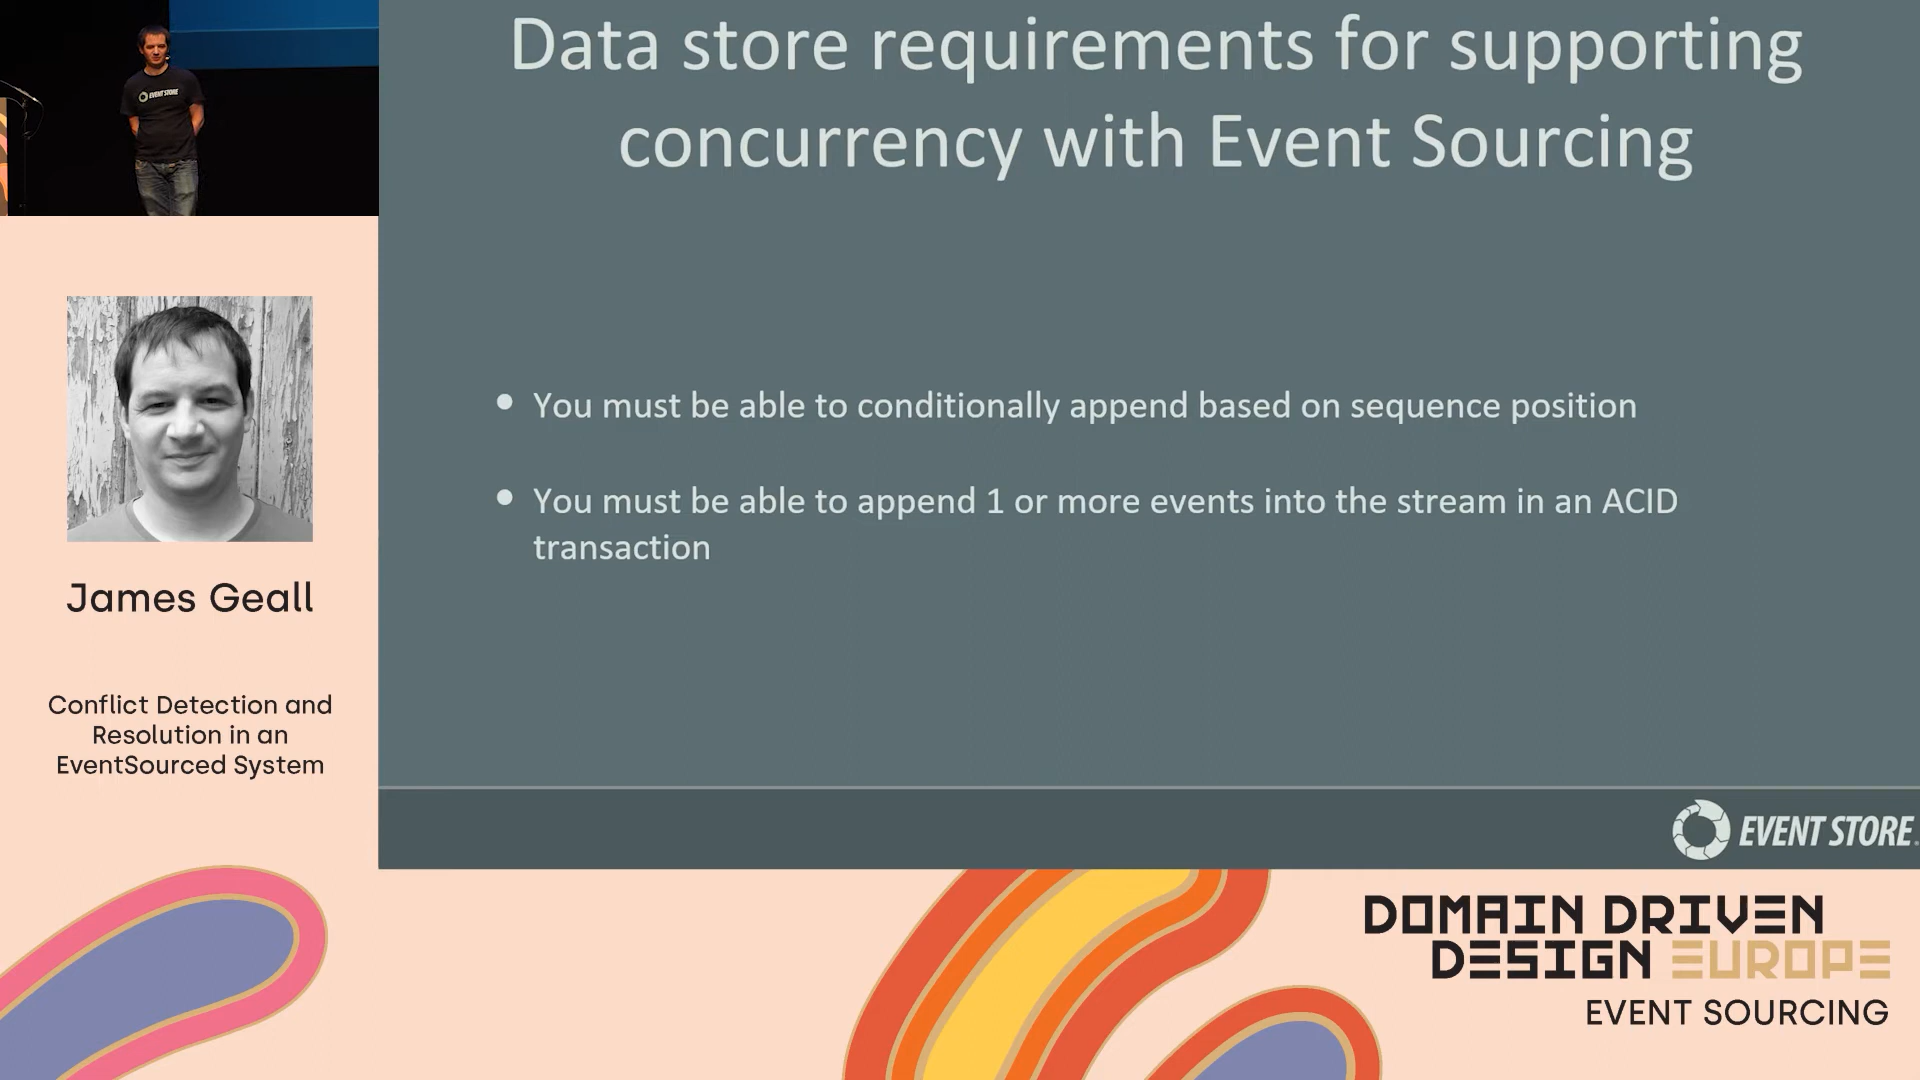 EVENT STORE
Data store requirements for supporting
concurrency with Event Sourcing
• You must be able to conditionally append based on sequence position
• You must be able to append 1 or more events into the stream in an ACID
transaction
EVENT STORE
James Geall
Conflict Detection and
Resolution in an
EventSourced System
DOMAIN DRIVEN
DESIGN EUROPE
EVENT SOURCING